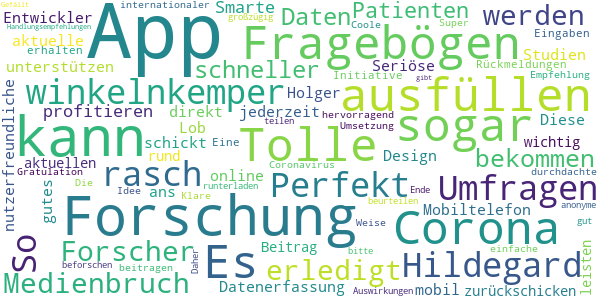 Gefällt
internationaler
Entwickler
App
Smarte
Daten
Patienten
werden
Handlungsempfehlungen
großzügig
Coole
Super
aktuelle
erhalten
Fragebögen
Eingaben
Studien
unterstützen
schneller
Seriöse
Rückmeldungen
Initiative
Empfehlung
nutzerfreundliche
winkelnkemper
Holger
ausfüllen
profitieren
direkt
jederzeit
hervorragend
gibt
kann
Lob
teilen
Umsetzung
sogar
Diese
aktuellen
schickt
Eine
Tolle
Design
wichtig
Gratulation
rund
online
Coronavirus
bekommen
rasch
ans
Die
Idee
runterladen
Klare
Perfekt
Ende
durchdachte
Umfragen
beurteilen
anonyme
gutes
Forschung
Mobiltelefon
gut
Weise
Corona
einfache
So
Forscher
Es
Beitrag
bitte
Hildegard
leisten
beforschen
beitragen
Daher
erledigt
Medienbruch
Datenerfassung
Auswirkungen
mobil
zurückschicken